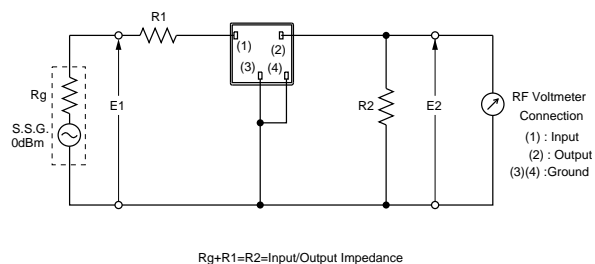 R1
(1)
(2)
(3)
(4)
Rg
E1
R2
E2
S.S.G.
0dBm
RF Voltmeter
Connection
(1) : Input
(2) : Output
(3)(4) : Ground
Rg+R1=R2=Input/Output Impedance